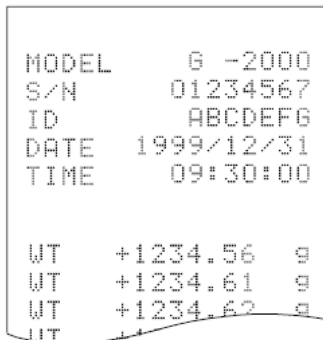 MODEL G -2000
S/N 01234567
ID ABCDEFG
DATE 1999/12/31
TIME 09:30:00
WT +1234.56 g
WT +1234.61 g
WT +1234.62 g
WT